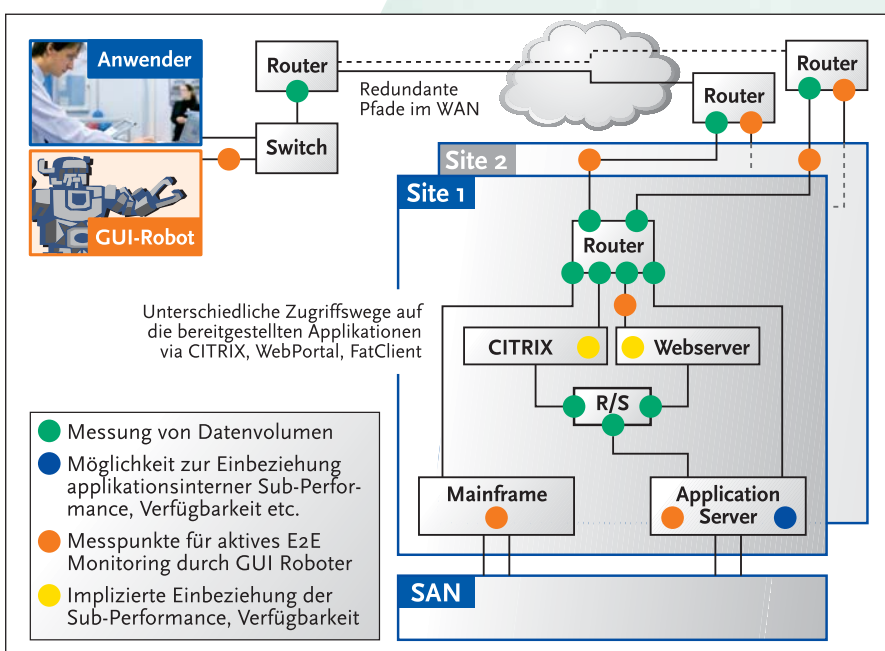 Anwender
GUI-Robot
Router
Switch
Redundante
Pfade im WAN
Router
Router
Site 2
Site 1
Router
Unterschiedliche Zugriffswege auf
die bereitgestellten Applikationen
via CITRIX, WebPortal, FatClient
CITRIX
Webserver
R/S
Mainframe
Application
Server
SAN
Messung von Datenvolumen
Möglichkeit zur Einbeziehung
applikationsinterner Sub-Perfor-
mance, Verfügbarkeit etc.
Messpunkte für aktives E2E
Monitoring durch GUI Roboter
Implizierte Einbeziehung der
Sub-Performance, Verfügbarkeit